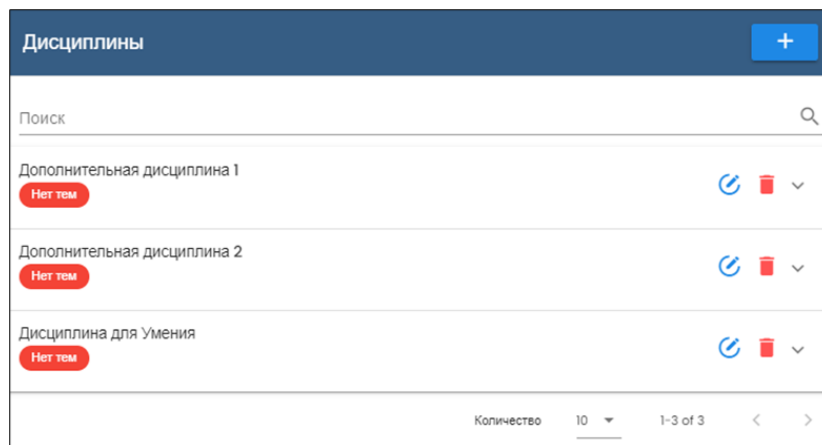 Дисциплины
+
Поиск
Дополнительная дисциплина 1
Нет тем
Дополнительная дисциплина 2
Нет тем
Дисциплина для Умения
Нет тем
Количество 10 1-3 of 3